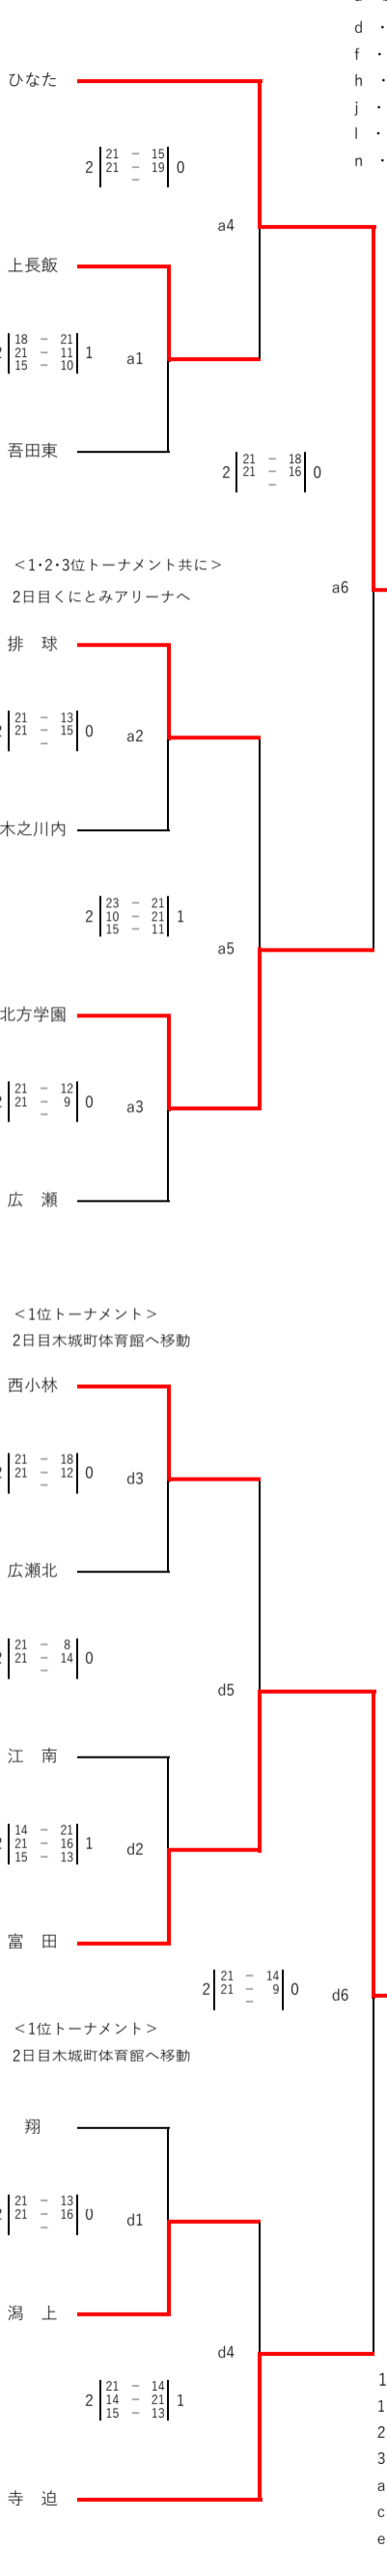 d ・
f ・
h ・
j ・
l ・
n ・
ひなた
2 21 － 15 0
21 － 19
－
a4
上長飯
18 － 21
21 － 11 1
15 － 10
a1
吾田東
2 21 － 18 0
21 － 16
－
＜1・2・3位トーナメント共に＞
2日目くにとみアリーナへ
a6
排　球
21 － 13
21 － 15 0
－
a2
木之川内
23 － 21
2 10 － 21 1
15 － 11
a5
北方学園
21 － 12
21 － 9 0
－
a3
広　瀬
＜1位トーナメント＞
2日目木城町体育館へ移動
西小林
21 － 18
21 － 12 0
－
d3
広瀬北
21 － 8
21 － 14 0
－
d5
江　南
14 － 21
21 － 16 1
15 － 13
d2
富　田
21 － 14
2 21 － 9 0
－
d6
＜1位トーナメント＞
2日目木城町体育館へ移動
翔
21 － 13
21 － 16 0
－
d1
潟　上
d4
21 － 14
2 14 － 21 1
15 － 13
寺　迫
1
1
2
3
a
c
e